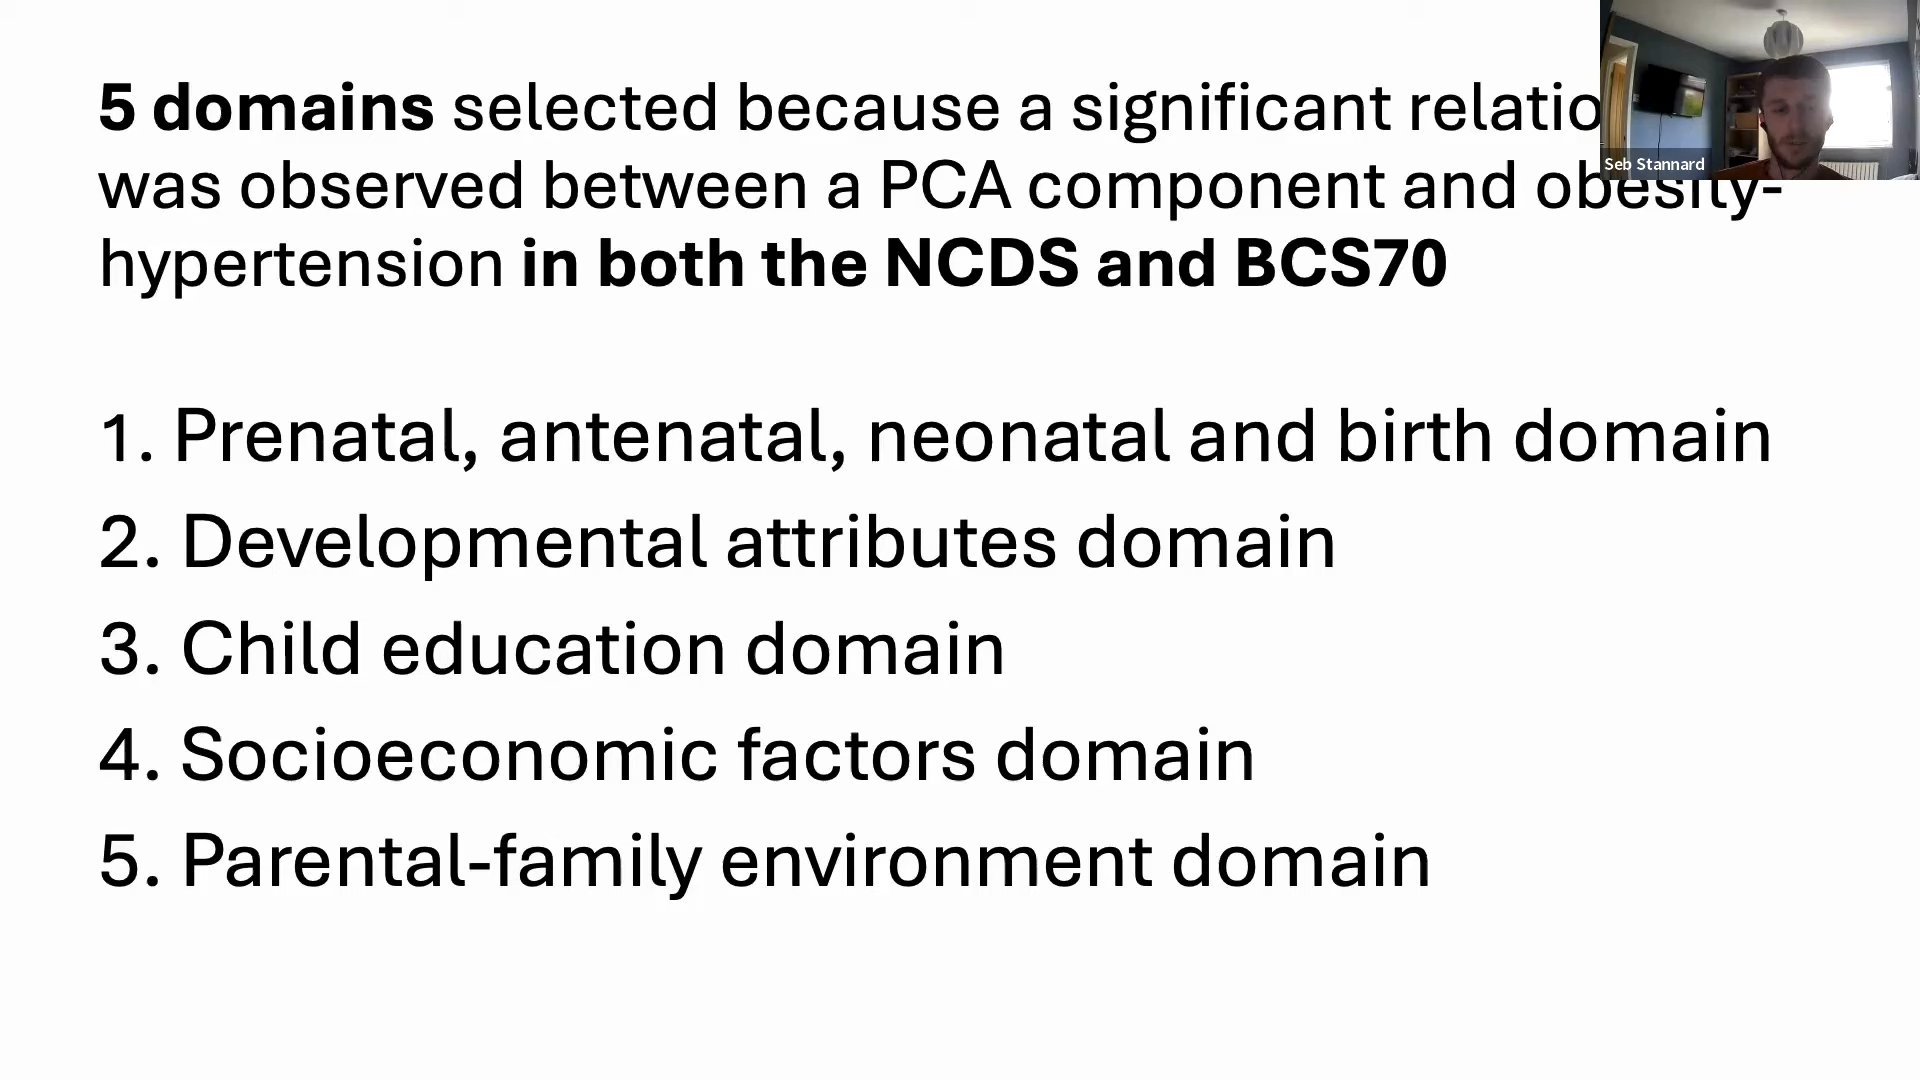 5 domains selected because a significant relatio
was observed between a PCA component and obesity-
hypertension in both the NCDS and BCS70
1. Prenatal, antenatal, neonatal and birth domain
2. Developmental attributes domain
3. Child education domain
4. Socioeconomic factors domain
5. Parental-family environment domain
Seb Stannard